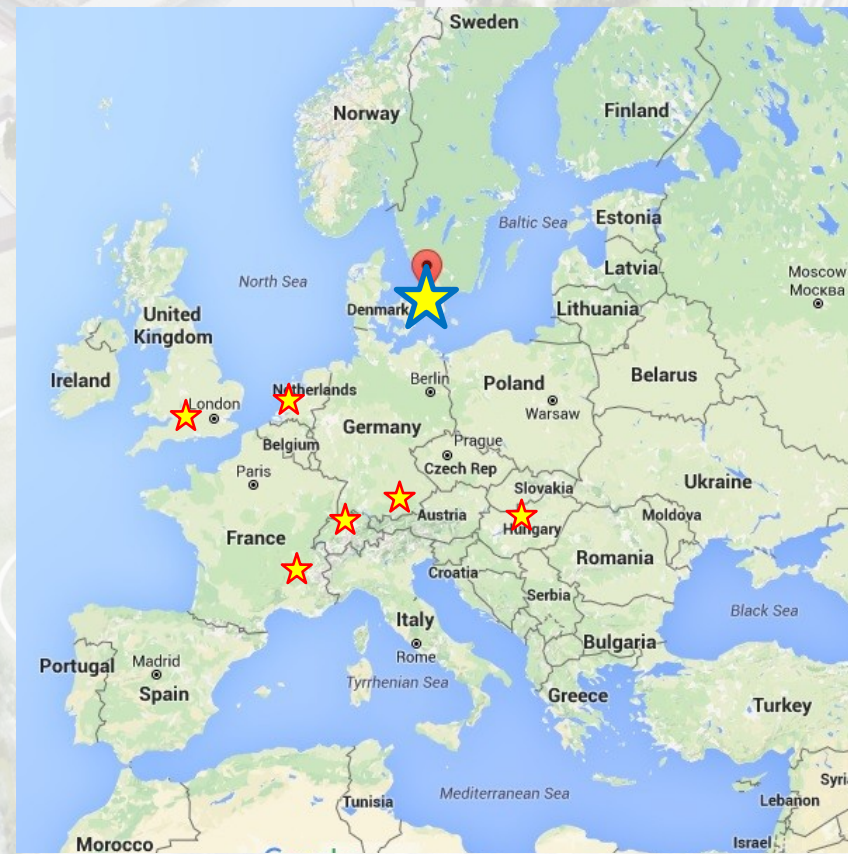 Sweden
Norway
Finland
Baltic Sea
Estonia
North Sea
Latvia
Moscow
Москва
Denmark
Lithuania
United
Kingdom
Ireland
Belarus
Berlin
Poland
Netherlands
London
Warsaw
Germany
Belgium
Prague
Paris
Czech Rep
Ukraine
Slovakia
Austria
Moldova
Hungary
France
Romania
Croatia
Serbia
Black Sea
Italy
Bulgaria
Rome
Portugal
Madrid
Tyrrhenian Sea
Spain
Greece
Turkey
Syri
Mediterranean Sea
Tunisia
Lebanon
Morocco
Israel